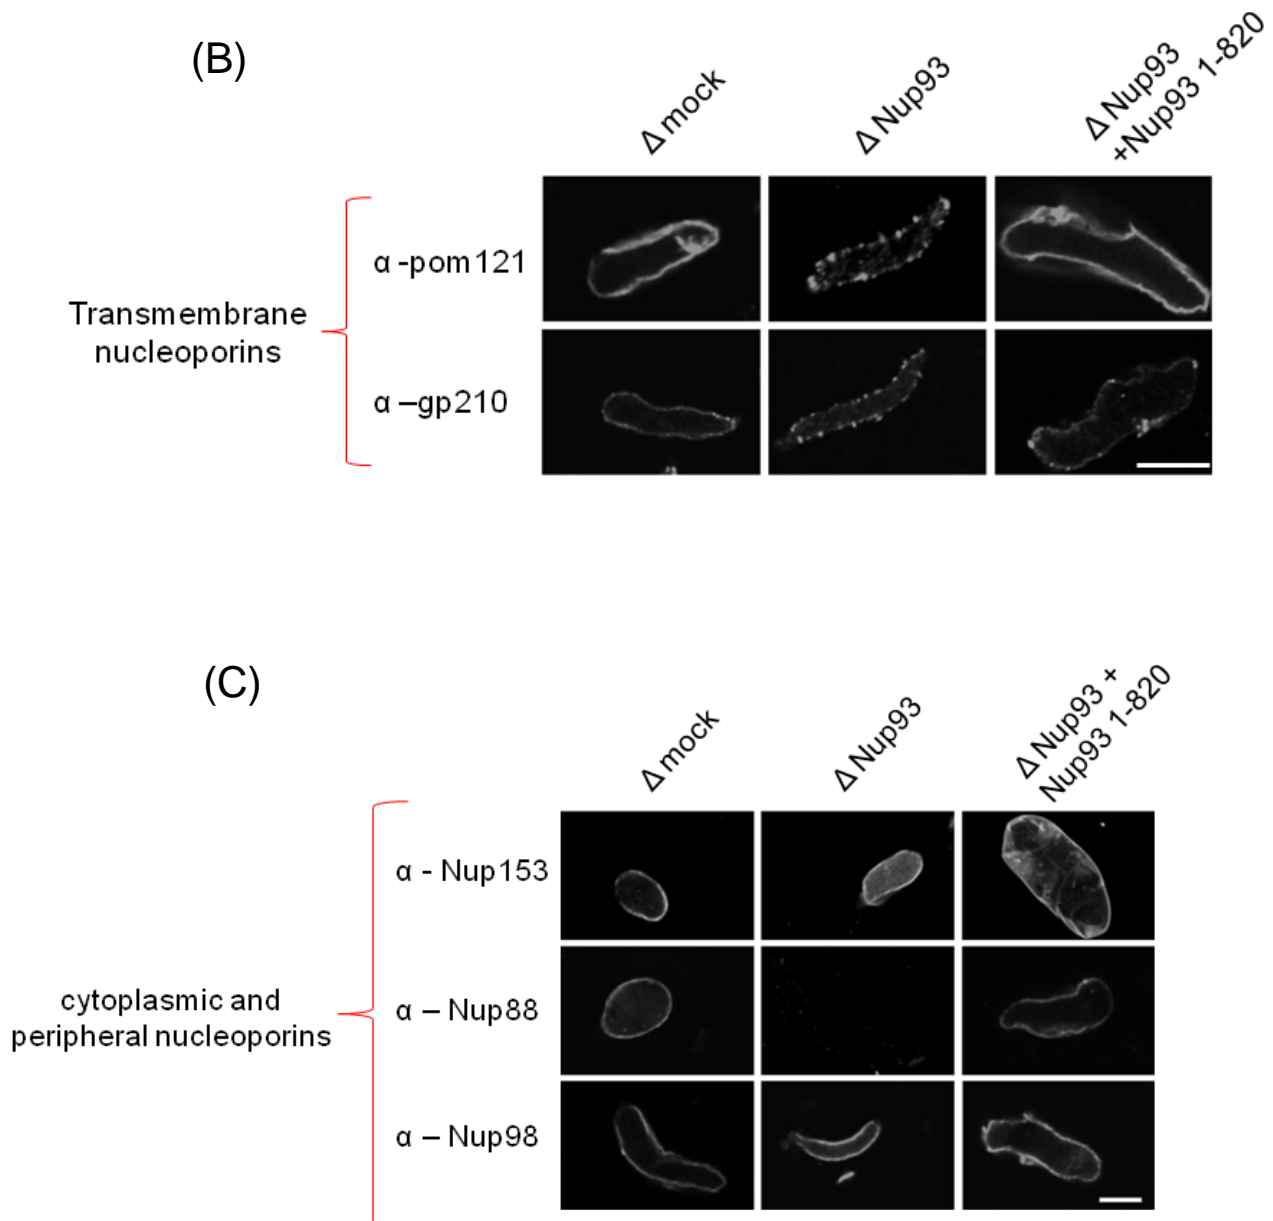 (B)
Δ mock
Δ Nup93
Δ Nup93
+Nup93 1-820
Transmembrane
nucleoporins
α -pom121
α –gp210
(C)
Δ mock
Δ Nup93
Δ Nup93 +
Nup93 1-820
cytoplasmic and
peripheral nucleoporins
α - Nup153
α – Nup88
α – Nup98